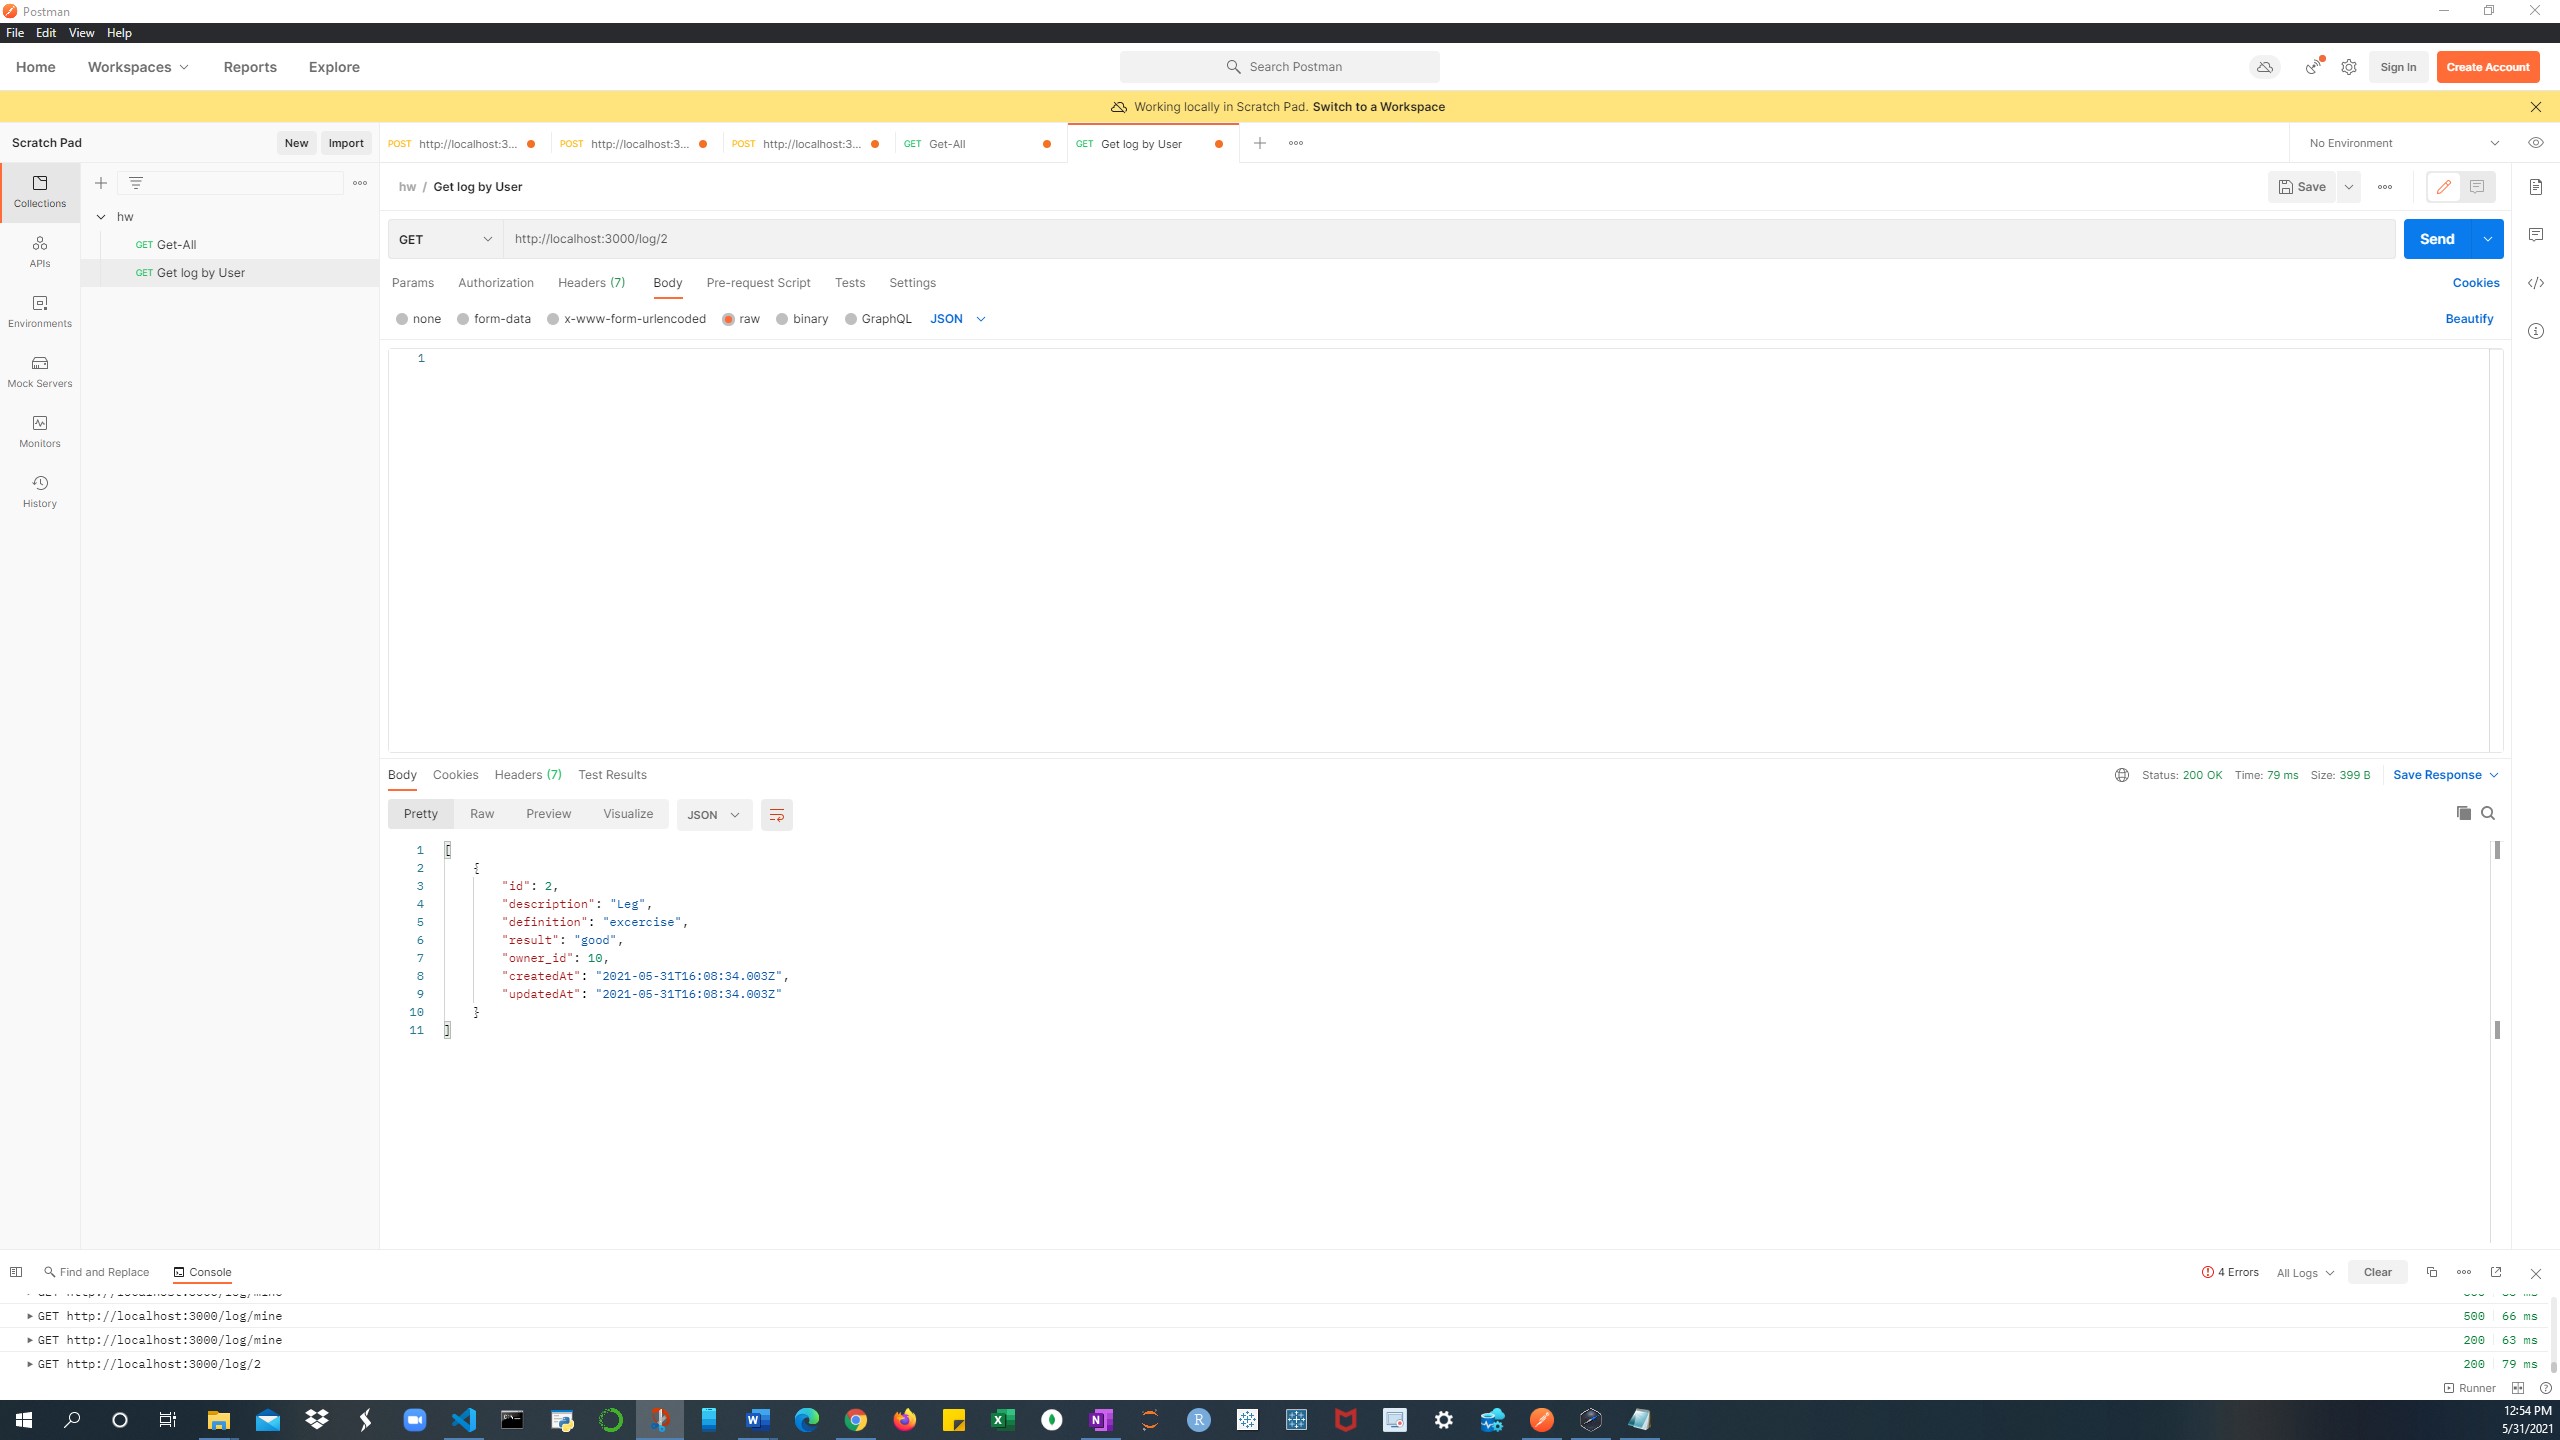 Postman
File Edit View Help
Home Workspaces Reports Explore Search Postman Sign In Create Account
Working locally in Scratch Pad. Switch to a Workspace
Scratch Pad New Import POST http://localhost:3... POST http://localhost:3... POST http://localhost:3... GET Get-All GET Get log by User No Environment
Collections
hw / Get log by User Save
hw
GET Get-All
GET Get log by User
APIs
Environments
Mock Servers
Monitors
History
GET http://localhost:3000/log/2 Send
Params Authorization Headers (7) Body Pre-request Script Tests Settings Cookies
none form-data x-www-form-urlencoded raw binary GraphQL JSON Beautify
1
Body Cookies Headers (7) Test Results Status: 200 OK Time: 79 ms Size: 399 B Save Response
Pretty Raw Preview Visualize JSON
1 [
2 {
3 "id": 2,
4 "description": "Leg",
5 "definition": "excercise",
6 "result": "good",
7 "owner_id": 10,
8 "createdAt": "2021-05-31T16:08:34.003Z",
9 "updatedAt": "2021-05-31T16:08:34.003Z"
10 }
11 ]
Find and Replace Console 4 Errors All Logs Clear
GET http://localhost:3000/log/mine 500 66 ms
GET http://localhost:3000/log/mine 200 63 ms
GET http://localhost:3000/log/2 200 79 ms
Runner
12:54 PM
5/31/2021